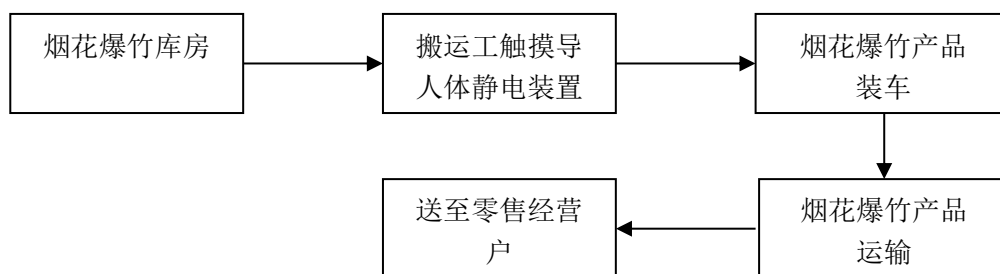 烟花爆竹库房
搬运工触摸导
人体静电装置
烟花爆竹产品
装车
烟花爆竹产品
运输
送至零售经营
户